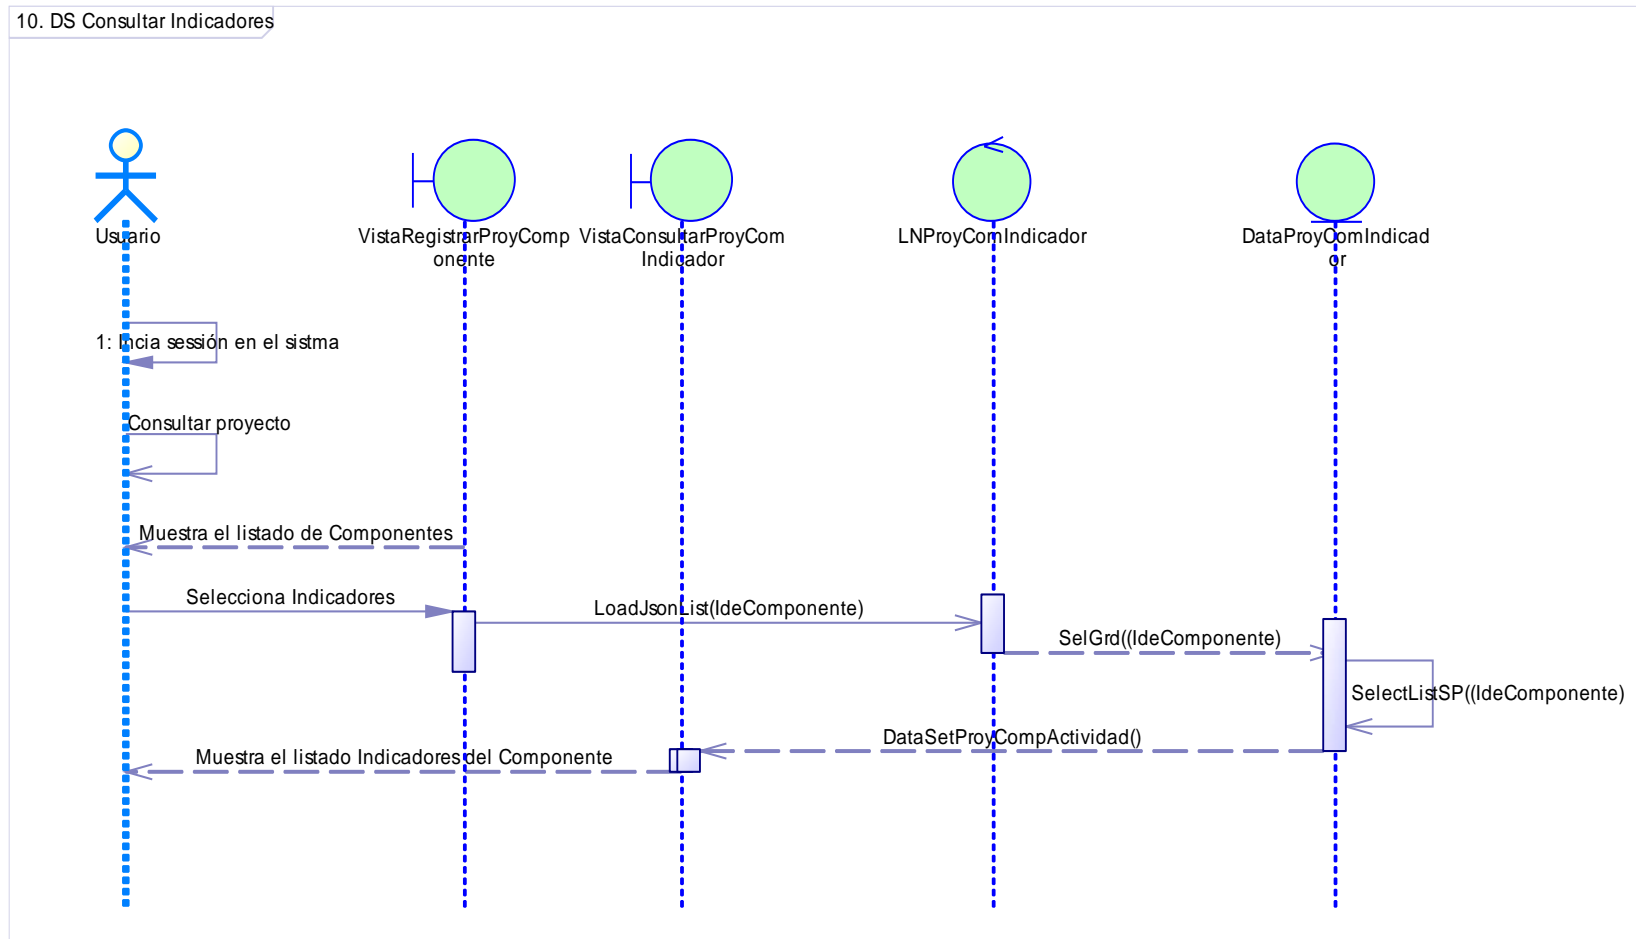 10. DS Consultar Indicadores
Usuario
VistaRegistrarProyComp
onente
VistaConsultarProyCom
Indicador
LNProyComIndicador
DataProyComIndicad
or
1: Incia sessión en el sistma
Consultar proyecto
Muestra el listado de Componentes
Selecciona Indicadores
LoadJsonList(IdeComponente)
SelGrd((IdeComponente)
SelectListSP((IdeComponente)
DataSetProyCompActividad()
Muestra el listado Indicadores del Componente